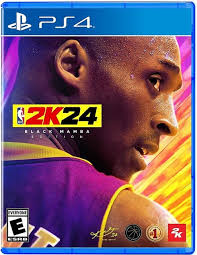 PS4
NBA 2K24
BLACK MAMBA
EDITION
E
EVERYONE
ESRB
2K